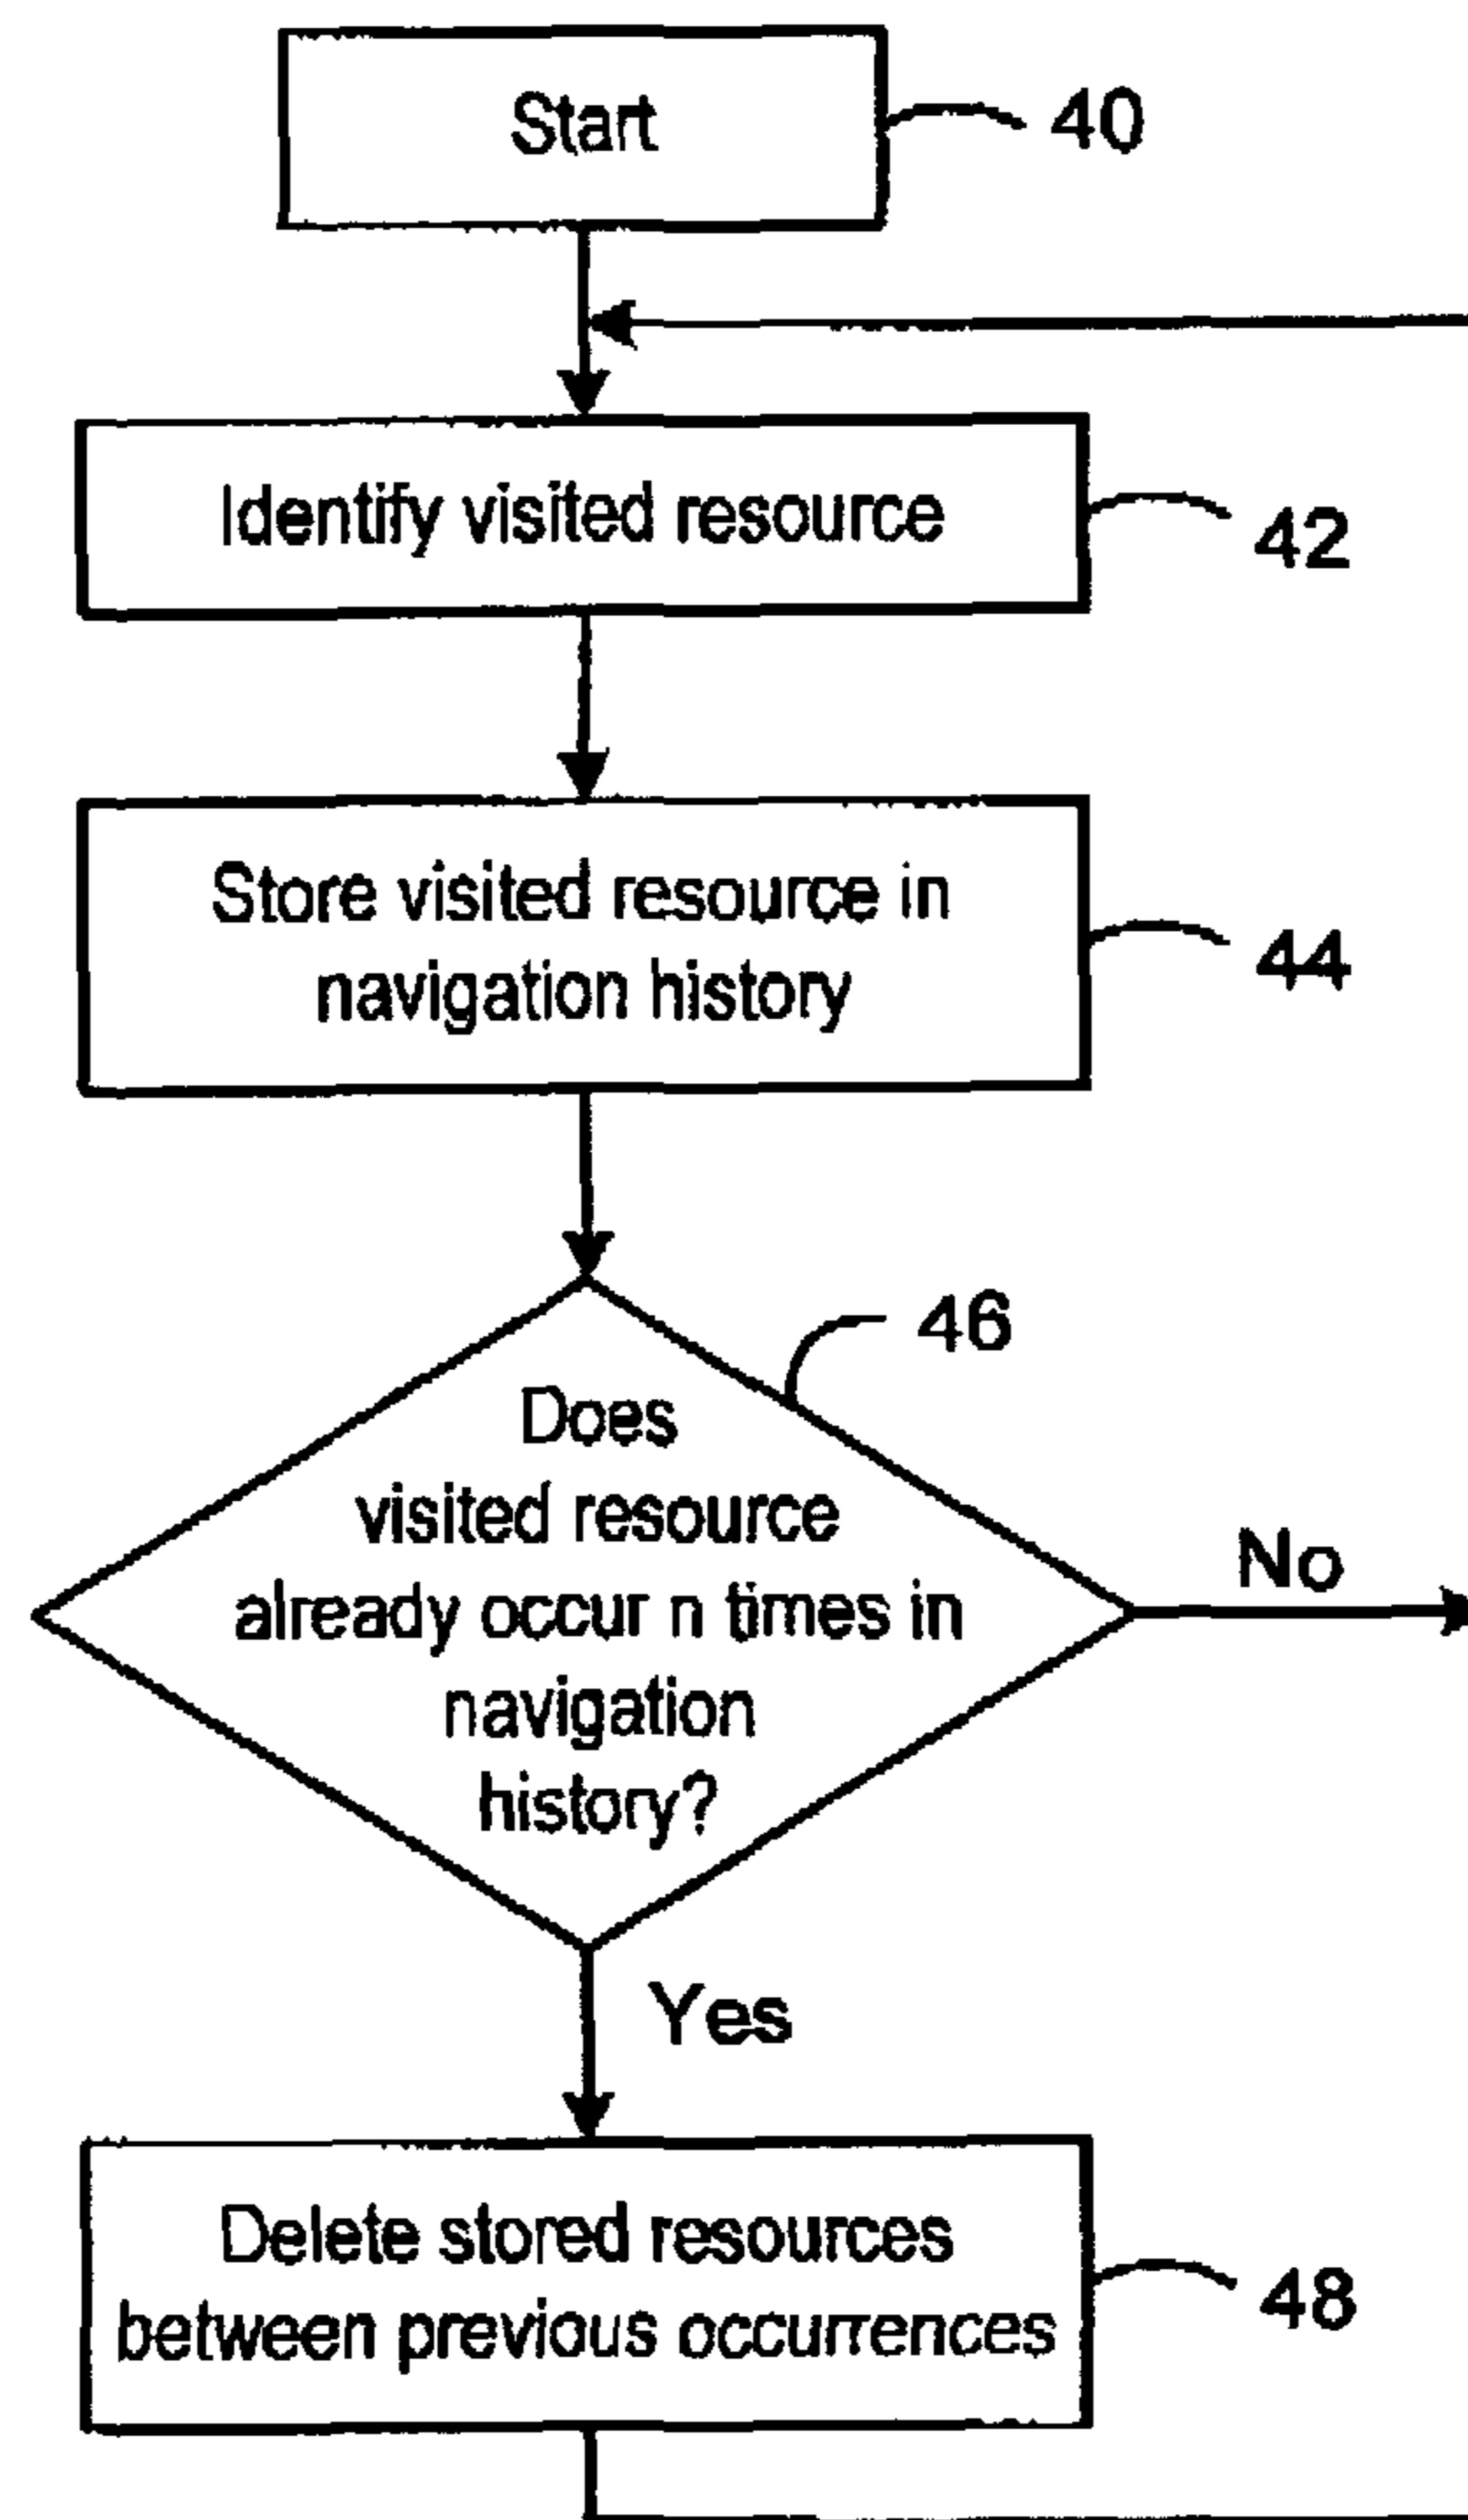 Start
40
Identify visited resource
42
Store visited resource in
navigation history
44
46
Does
visited resource
already occur n times in
navigation
history?
No
Yes
Delete stored resources
between previous occurrences
48